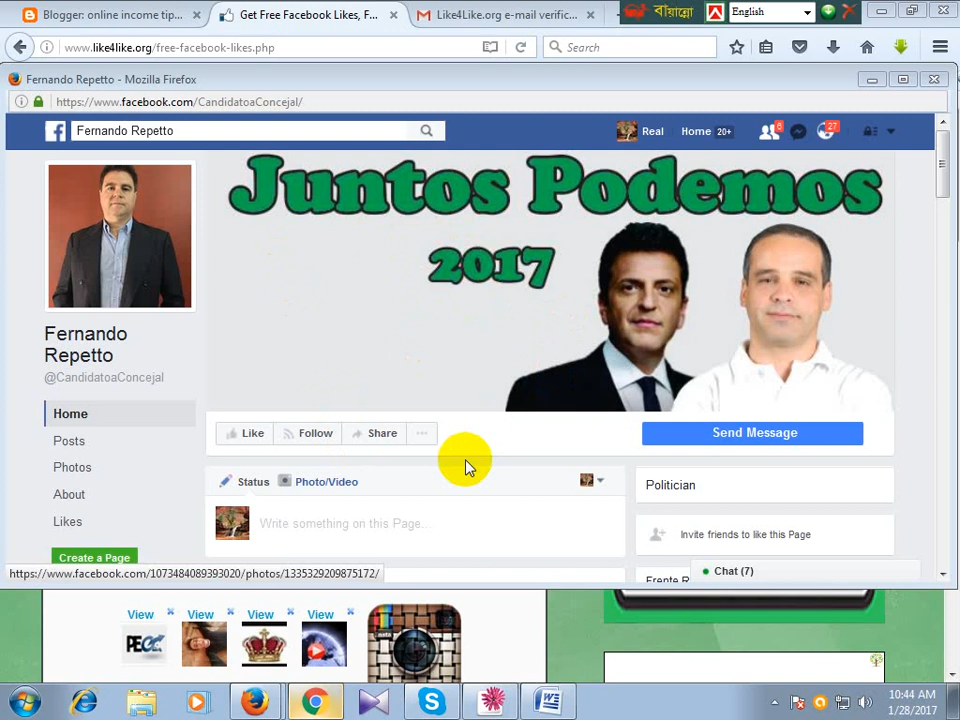 Blogger: online income tip...
Get Free Facebook Likes, F...
Like4Like.org e-mail verific...
বায়ান্নো
English
www.like4like.org/free-facebook-likes.php
Search
Fernando Repetto - Mozilla Firefox
https://www.facebook.com/CandidatoaConcejal/
Fernando Repetto
Real
Home 20+
6
27
Juntos Podemos
2017
Fernando
Repetto
@CandidatoaConcejal
Home
Posts
Photos
About
Likes
Create a Page
Like
Follow
Share
Send Message
Status
Photo/Video
Write something on this Page...
Politician
Invite friends to like this Page
Chat (7)
https://www.facebook.com/1073484089393020/photos/1335329209875172/
View
View
View
View
10:44 AM
1/28/2017